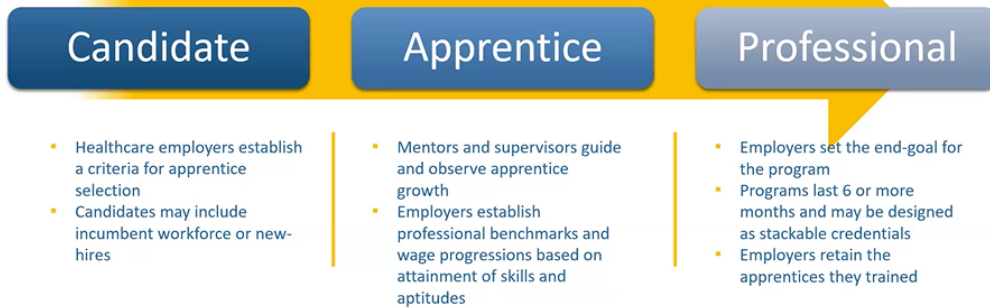 Candidate
Apprentice
Professional
Healthcare employers establish
a criteria for apprentice
selection
Candidates may include
incumbent workforce or new-
hires
Mentors and supervisors guide
and observe apprentice
growth
Employers establish
professional benchmarks and
wage progressions based on
attainment of skills and
aptitudes
Employers set the end-goal for
the program
Programs last 6 or more
months and may be designed
as stackable credentials
Employers retain the
apprentices they trained